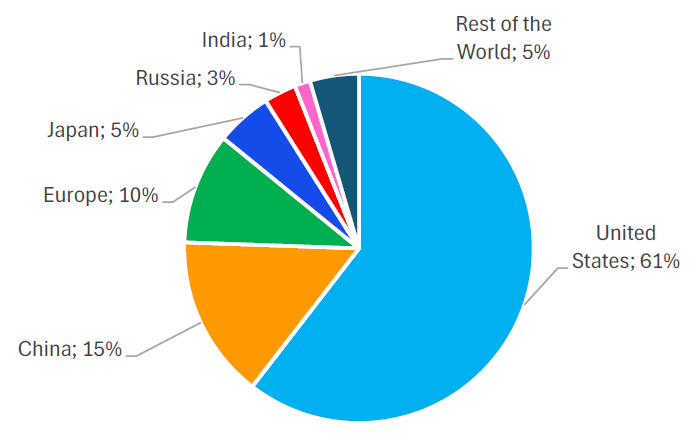 Rest of the
World; 5%
India; 1%
Russia; 3%
Japan; 5%
Europe; 10%
United
States; 61%
China; 15%